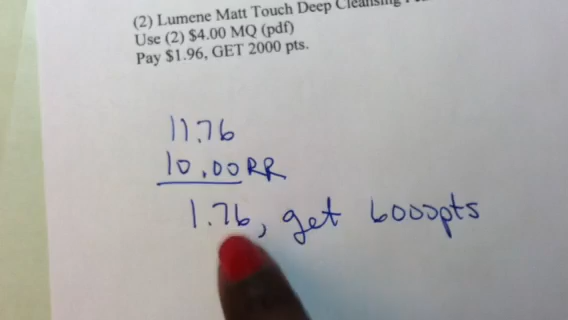 (2) Lumene Matt Touch Deep Cleansing
Use (2) $4.00 MQ (pdf)
Pay $1.96, GET 2000 pts.
11.76
10.00RR
1.76, get 6000pts